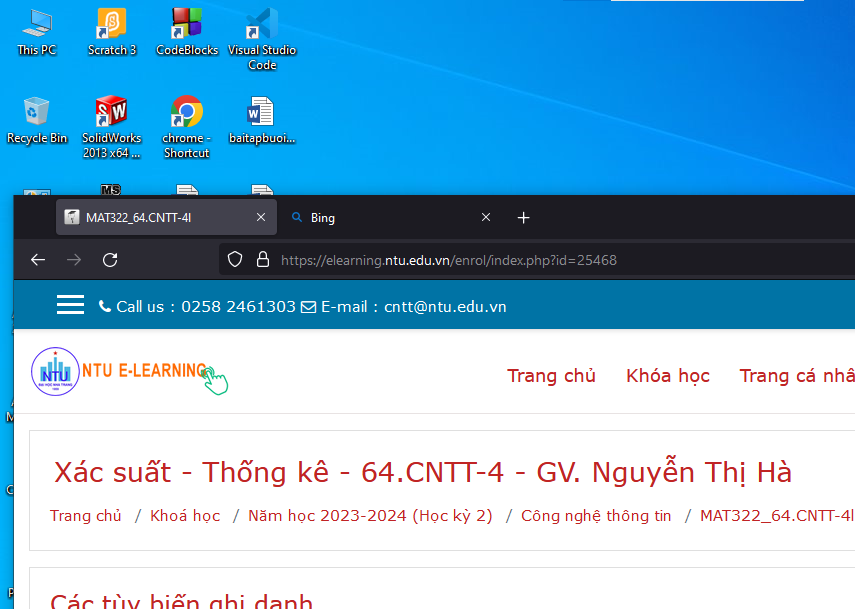 This PC
Scratch 3
CodeBlocks
Visual Studio Code
Recycle Bin
SolidWorks 2013 x64 ...
chrome - Shortcut
baitapbuoi...
MS
MAT322_64.CNTT-4l
Bing
https://elearning.ntu.edu.vn/enrol/index.php?id=25468
Call us : 0258 2461303 E-mail : cntt@ntu.edu.vn
NTU
NTU E-LEARNING
Trang chủ Khóa học Trang cá nhâ
Xác suất - Thống kê - 64.CNTT-4 - GV. Nguyễn Thị Hà
Trang chủ / Khoá học / Năm học 2023-2024 (Học kỳ 2) / Công nghệ thông tin / MAT322_64.CNTT-4l
Các tùy biến ghi danh